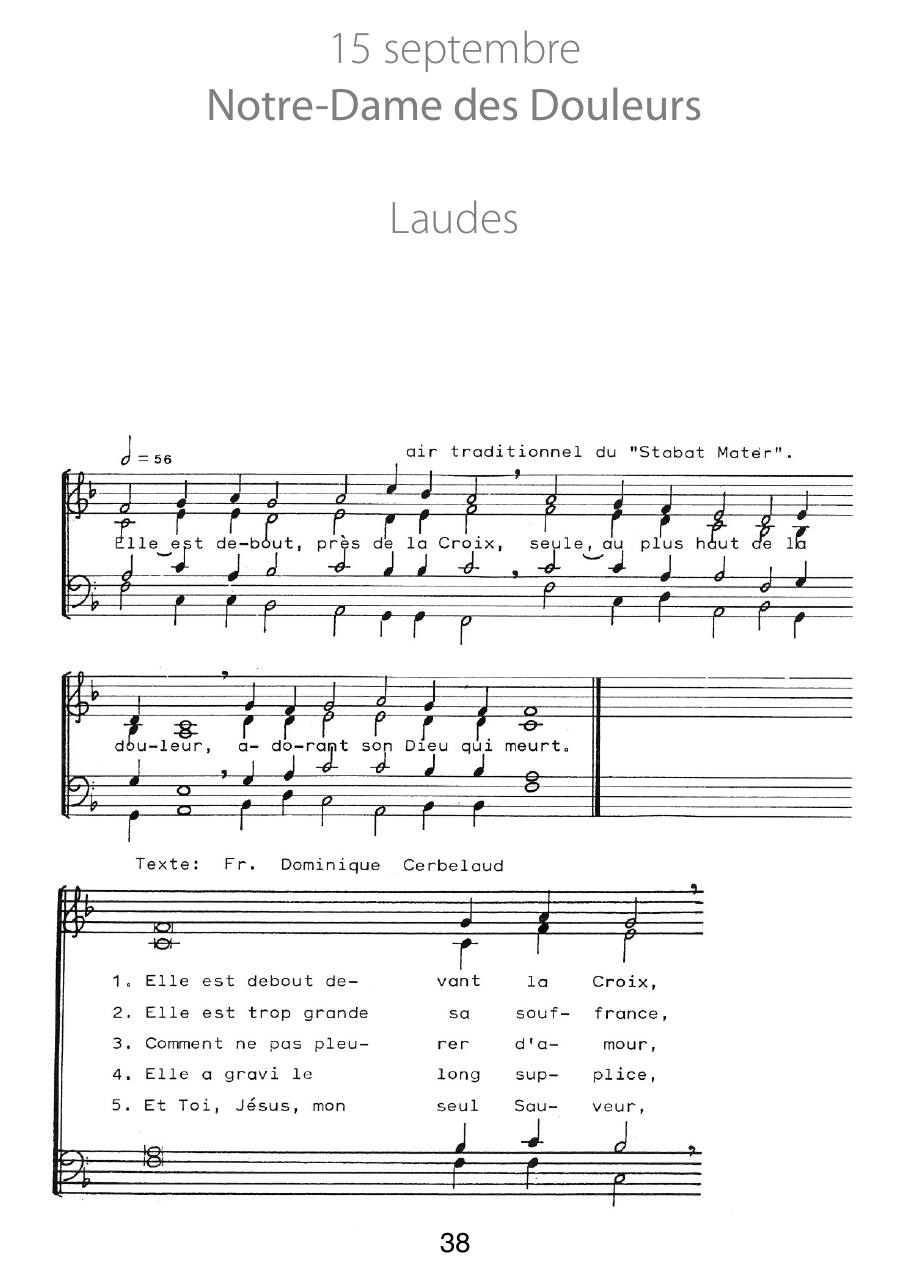 15 septembre
Notre-Dame des Douleurs
Laudes
air traditionnel du "Stabat Mater".
= 56
Elle est de-bout, près de la Croix, seule, au plus haut de la
dou-leur, a- do-rant son Dieu qui meurt.
Texte: Fr. Dominique Cerbelaud
1. Elle est debout de- vant la Croix,
2. Elle est trop grande sa souf- france,
3. Comment ne pas pleu- rer d'a- mour,
4. Elle a gravi le long sup- plice,
5. Et Toi, Jésus, mon seul Sau- veur,
38